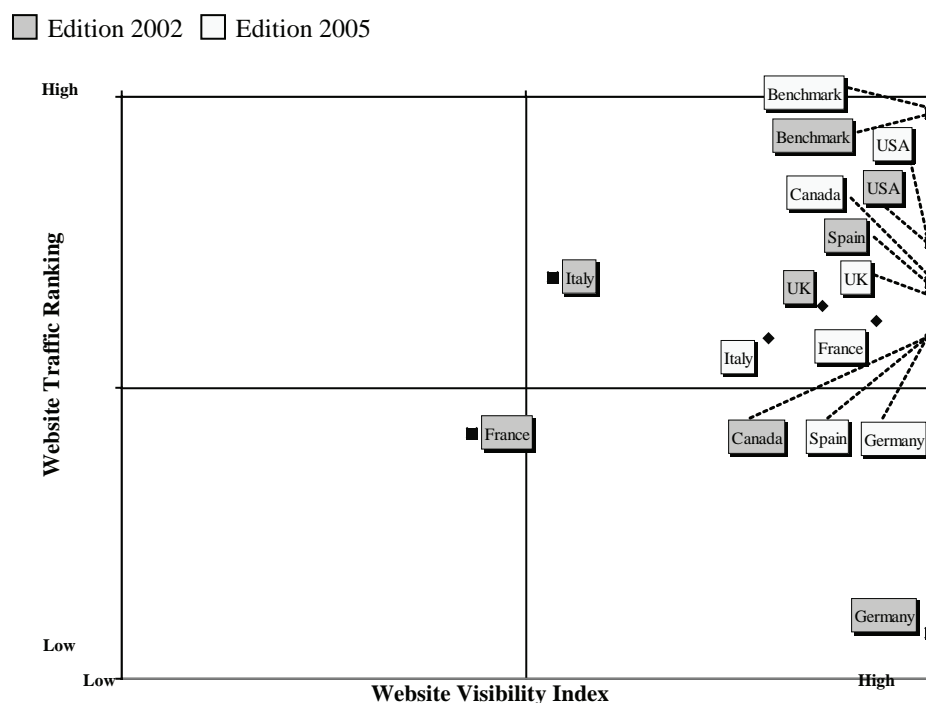 Edition 2002 Edition 2005
High
Benchmark
Benchmark
USA
Canada
USA
Spain
Italy
UK
UK
Italy
France
Website Traffic Ranking
France
Canada
Spain
Germany
Germany
Low
Low
Website Visibility Index
High